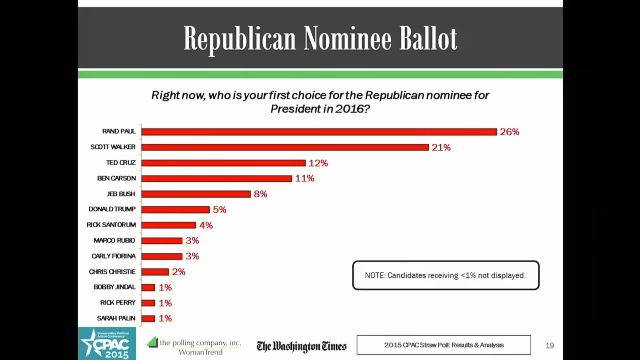 Republican Nominee Ballot
Right now, who is your first choice for the Republican nominee for
President in 2016?
RAND PAUL 26%
SCOTT WALKER 21%
TED CRUZ 12%
BEN CARSON 11%
JEB BUSH 8%
DONALD TRUMP 5%
RICK SANTORUM 4%
MARCO RUBIO 3%
CARLY FIORINA 3%
CHRIS CHRISTIE 2%
BOBBY JINDAL 1%
RICK PERRY 1%
SARAH PALIN 1%
NOTE: Candidates receiving <1% not displayed.
CPAC
2015
the polling company, inc.
WomanTrend
The Washington Times
2015 CPAC Straw Poll: Results & Analysis
19